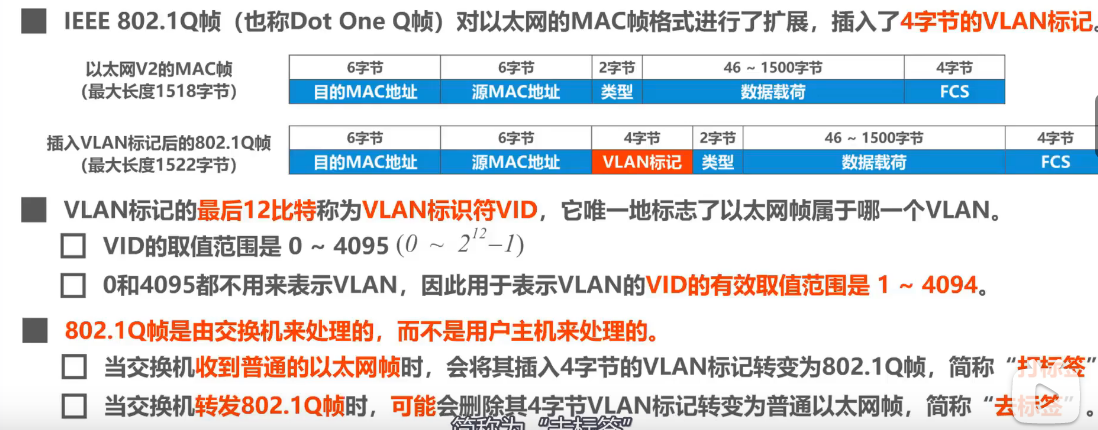 IEEE 802.1Q帧（也称Dot One Q帧）对以太网的MAC帧格式进行了扩展，插入了4字节的VLAN标记。
以太网V2的MAC帧
(最大长度1518字节)
6字节 6字节 2字节 46 ~ 1500字节 4字节
目的MAC地址 源MAC地址 类型 数据载荷 FCS
插入VLAN标记后的802.1Q帧
(最大长度1522字节)
6字节 6字节 4字节 2字节 46 ~ 1500字节 4字节
目的MAC地址 源MAC地址 VLAN标记 类型 数据载荷 FCS
VLAN标记的最后12比特称为VLAN标识符VID，它唯一地标志了以太网帧属于哪一个VLAN。
VID的取值范围是 0 ~ 4095 (0 ~ 2^12−1)
0和4095都不用来表示VLAN，因此用于表示VLAN的VID的有效取值范围是 1 ~ 4094。
802.1Q帧是由交换机来处理的，而不是用户主机来处理的。
当交换机收到普通的以太网帧时，会将其插入4字节的VLAN标记转变为802.1Q帧，简称“打标签”
当交换机转发802.1Q帧时，可能会删除其4字节VLAN标记转变为普通以太网帧，简称“去标签”。
简称为“去标签”